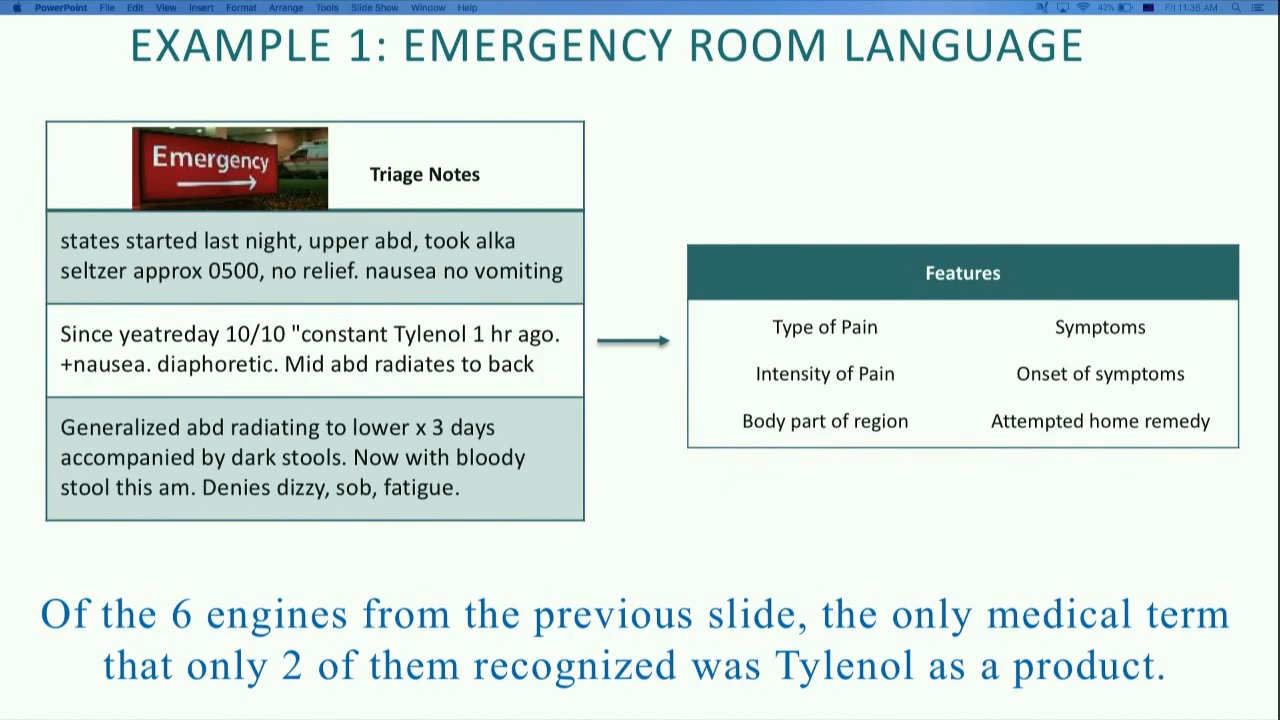 PowerPoint File Edit View Insert Format Arrange Tools Slide Show Window Help 42% Fri 11:38 AM
EXAMPLE 1: EMERGENCY ROOM LANGUAGE
Emergency
Triage Notes
states started last night, upper abd, took alka
seltzer approx 0500, no relief. nausea no vomiting
Since yeatreday 10/10 "constant Tylenol 1 hr ago.
+nausea. diaphoretic. Mid abd radiates to back
Generalized abd radiating to lower x 3 days
accompanied by dark stools. Now with bloody
stool this am. Denies dizzy, sob, fatigue.
Features
Type of Pain Symptoms
Intensity of Pain Onset of symptoms
Body part of region Attempted home remedy
Of the 6 engines from the previous slide, the only medical term
that only 2 of them recognized was Tylenol as a product.